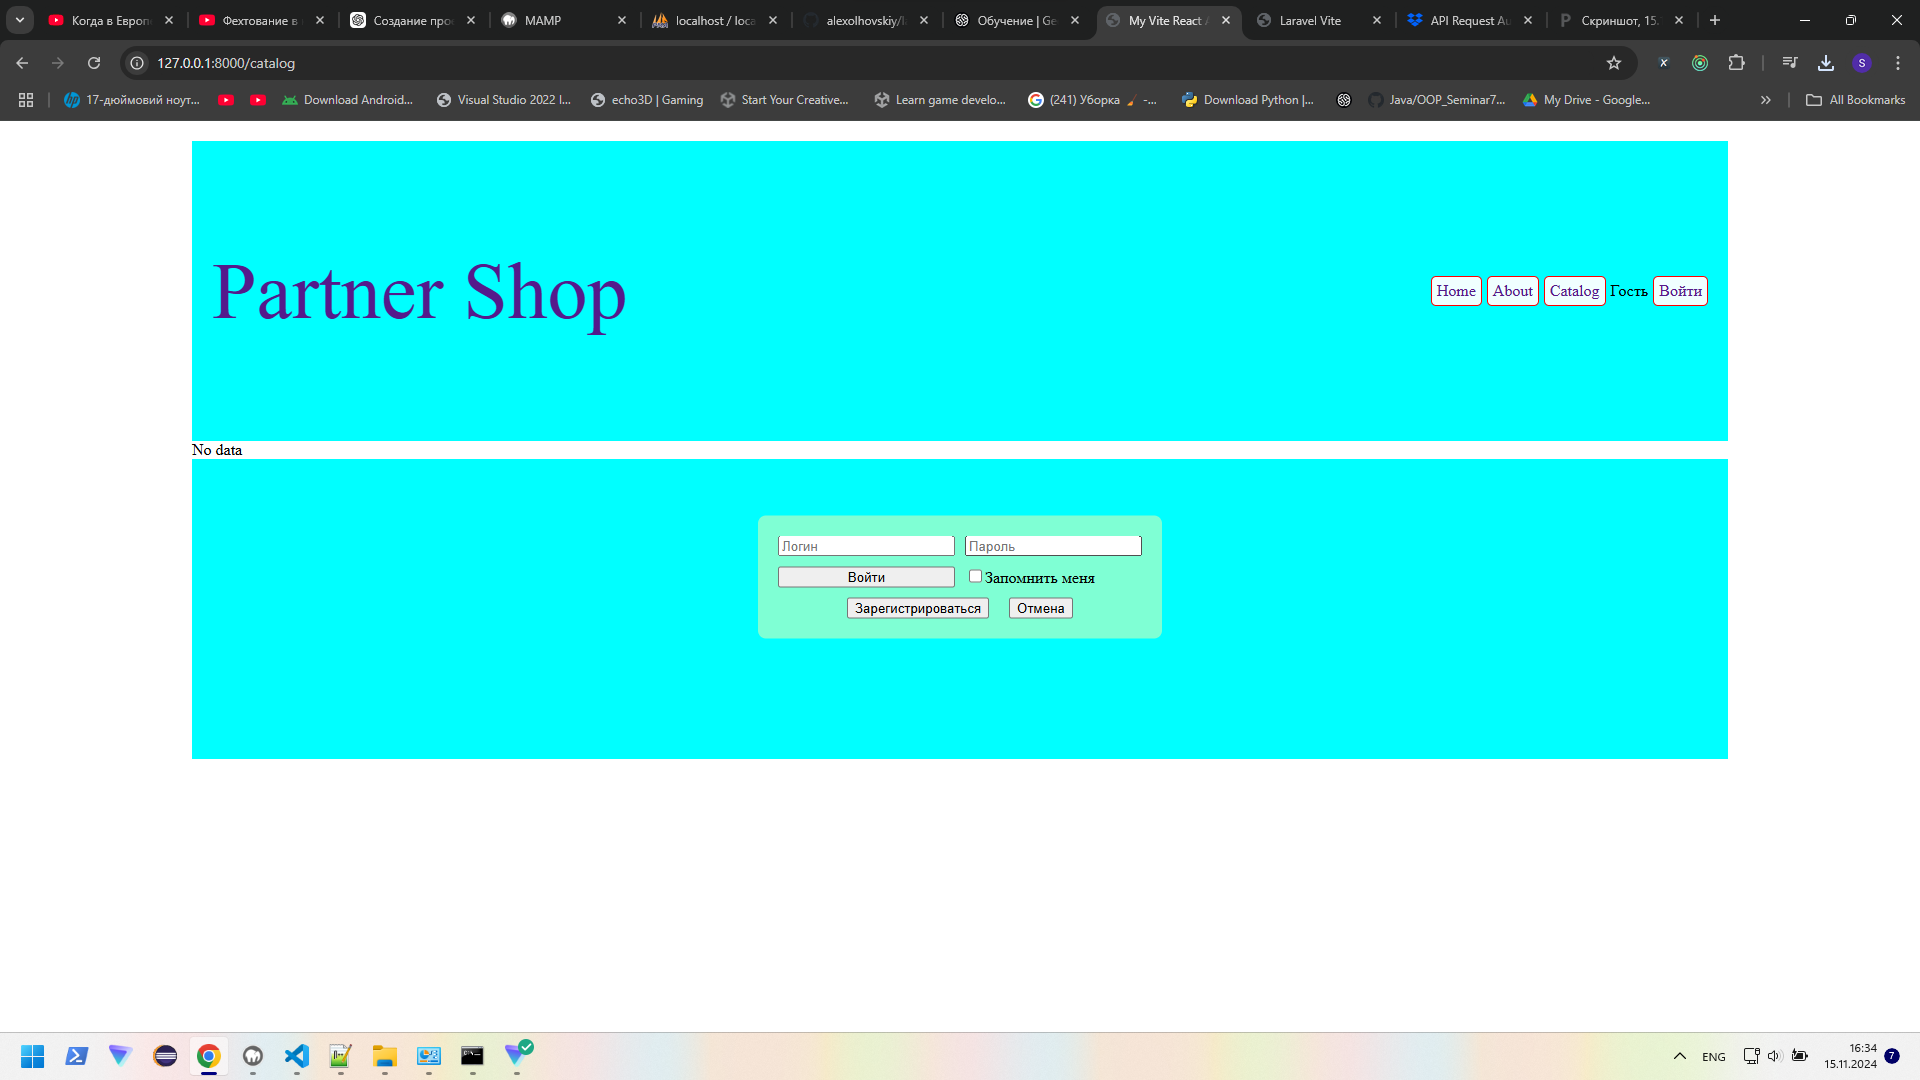 Когда в Европ
Фехтование в
Создание про
MAMP
localhost / loca
alexolhovskiy/l
Обучение | Ge
My Vite React A
Laravel Vite
API Request Au
Скриншот, 15.
127.0.0.1:8000/catalog
17-дюймовий ноут...
Download Android...
Visual Studio 2022 I...
echo3D | Gaming
Start Your Creative...
Learn game develo...
(241) Уборка 🧹 -...
Download Python |...
Java/OOP_Seminar7...
My Drive - Google...
All Bookmarks
Partner Shop
Home About Catalog Гость Войти
No data
Логин Пароль
Войти Запомнить меня
Зарегистрироваться Отмена
ENG
16:34
15.11.2024
7